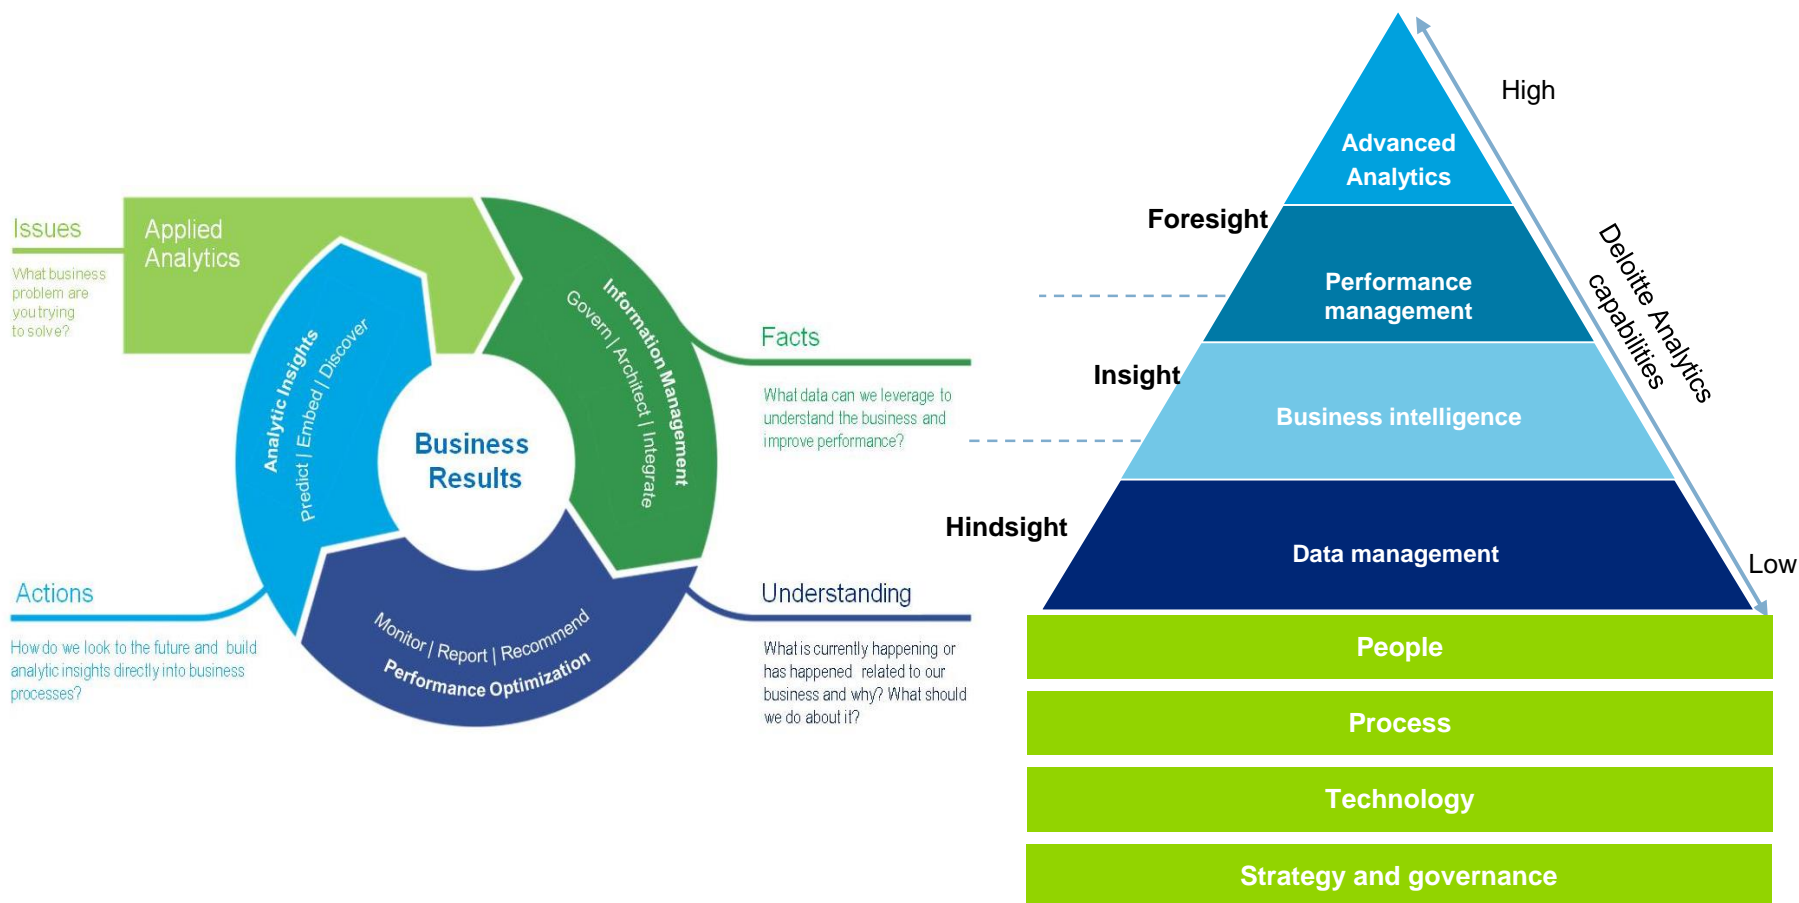 Issues
What business
problem are
you trying
to solve?
Applied
Analytics
Analytic Insights
Predict | Embed | Discover
Information Management
Govern | Architect | Integrate
Business
Results
Monitor | Report | Recommend
Performance Optimization
Facts
What data can we leverage to
understand the business and
improve performance?
Actions
How do we look to the future and build
analytic insights directly into business
processes?
Understanding
What is currently happening or
has happened related to our
business and why? What should
we do about it?
High
Advanced
Analytics
Foresight
Performance
management
Deloitte Analytics
capabilities
Insight
Business intelligence
Hindsight
Data management
Low
People
Process
Technology
Strategy and governance